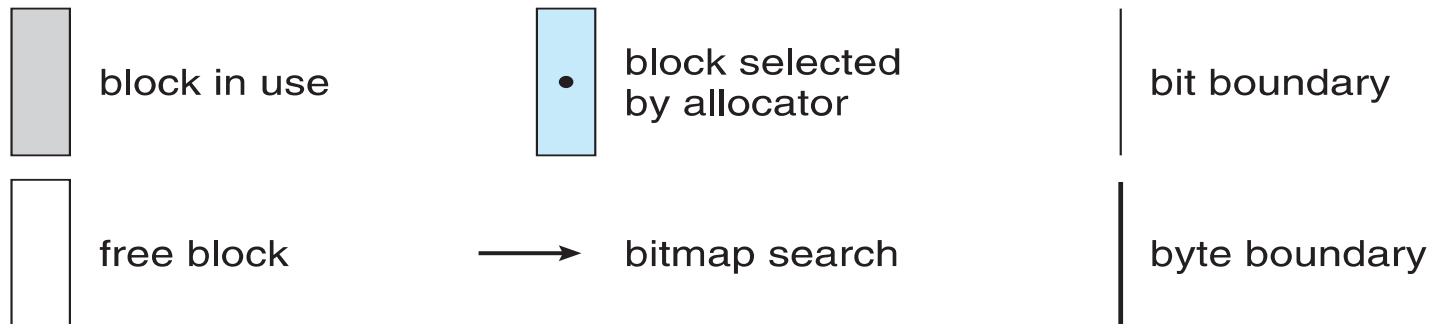 block in use
block selected
by allocator
bit boundary
free block
bitmap search
byte boundary